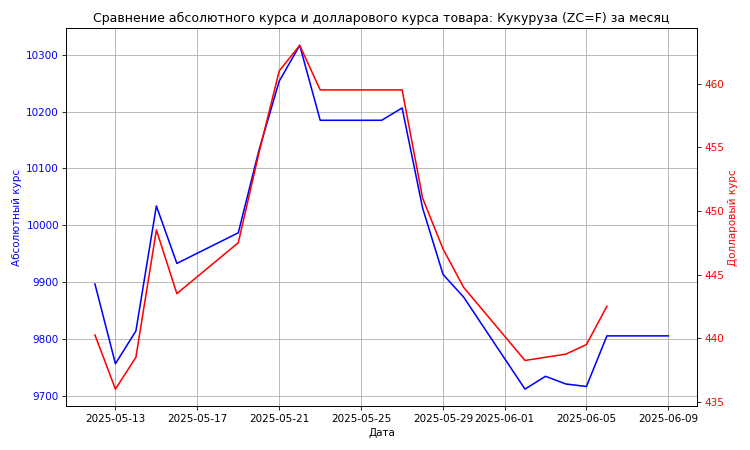 Сравнение абсолютного курса и долларового курса товара: Кукуруза (ZC=F) за месяц
10300
10200
10100
10000
9900
9800
9700
Абсолютный курс
460
455
450
445
440
435
Долларовый курс
2025-05-13 2025-05-17 2025-05-21 2025-05-25 2025-05-29 2025-06-01 2025-06-05 2025-06-09
Дата